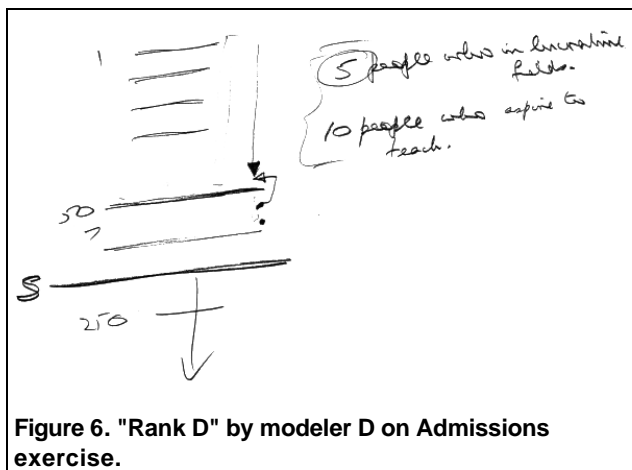 1
5 people who in lucrative
fields.
10 people who aspire to
teach.
50
S
250
Figure 6. "Rank D" by modeler D on Admissions
exercise.